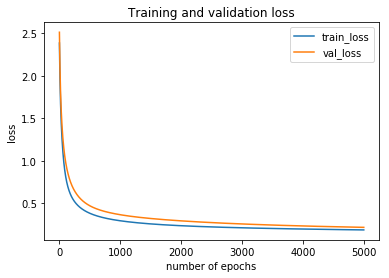 Training and validation loss
train_loss
val_loss
2.5
2.0
1.5
1.0
0.5
loss
0
1000
2000
3000
4000
5000
number of epochs